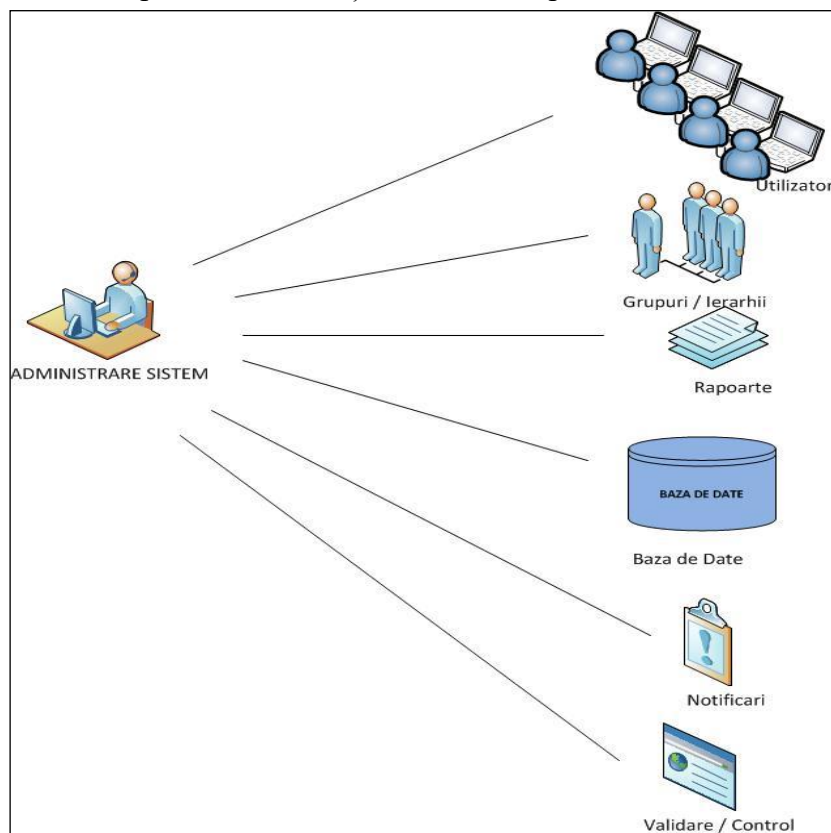 Utilizator
Grupuri / Ierarhii
ADMINISTRARE SISTEM
Rapoarte
BAZA DE DATE
Baza de Date
Notificari
Validare / Control